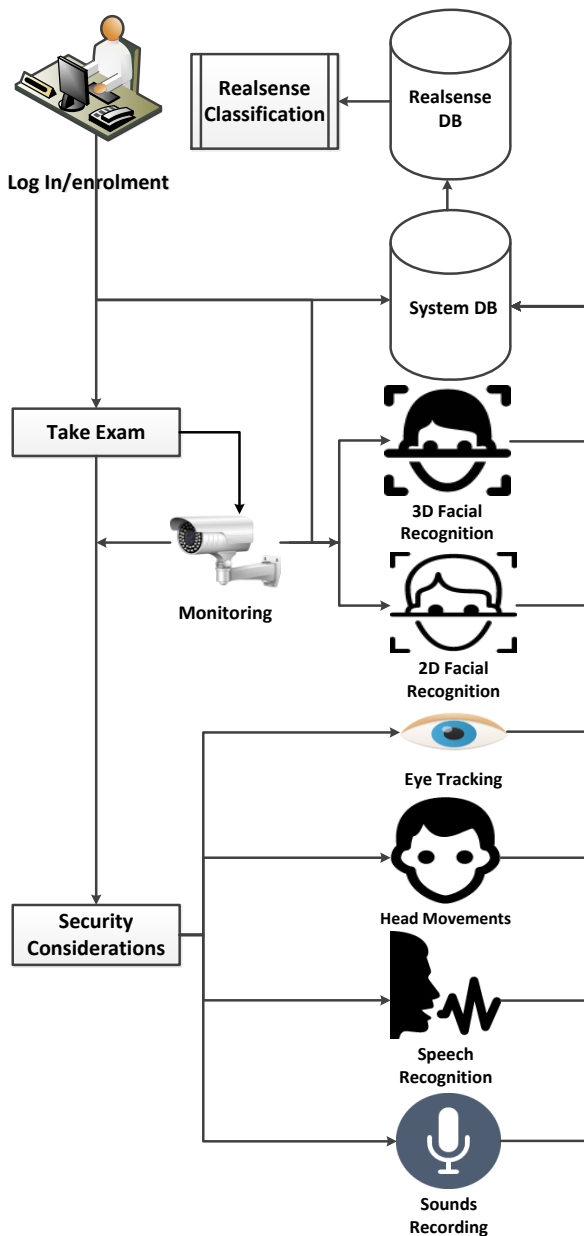 Realsense
Classification
Realsense
DB
Log In/enrolment
System DB
Take Exam
3D Facial
Recognition
Monitoring
2D Facial
Recognition
Eye Tracking
Head Movements
Security
Considerations
Speech
Recognition
Sounds
Recording